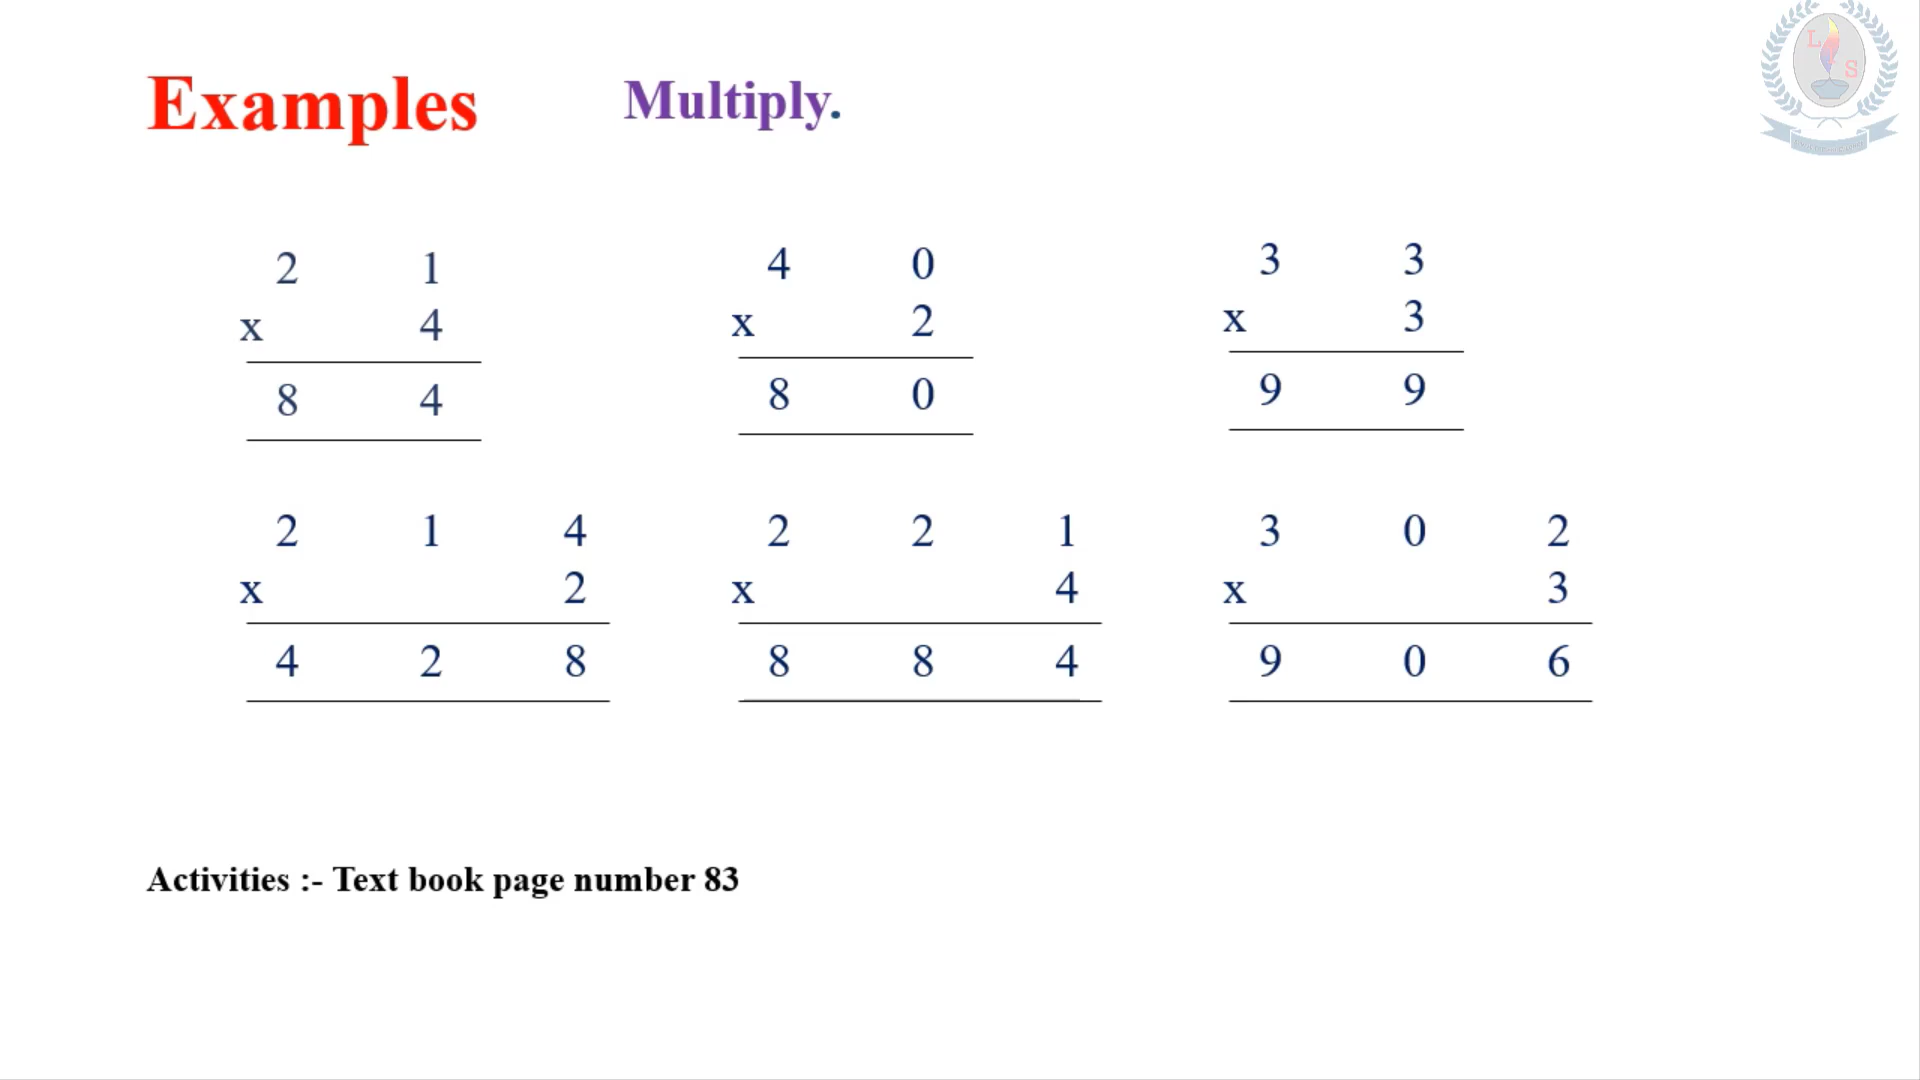 Examples Multiply.
2 1 4 0 3 3
x 4 x 2 x 3
8 4 8 0 9 9
2 1 4 2 2 1 3 0 2
x 2 x 4 x 3
4 2 8 8 8 4 9 0 6
Activities :- Text book page number 83
L S